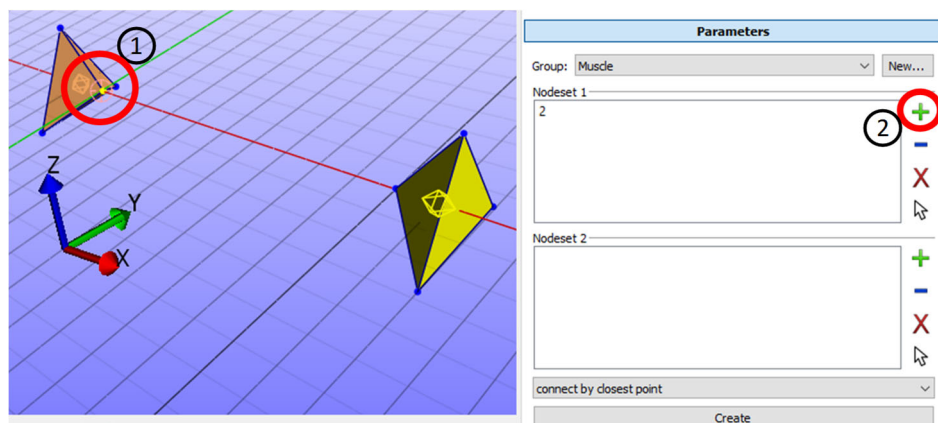 1
Z
Y
X
Parameters
Group: Muscle New...
Nodeset 1
2
2
Nodeset 2
connect by closest point
Create